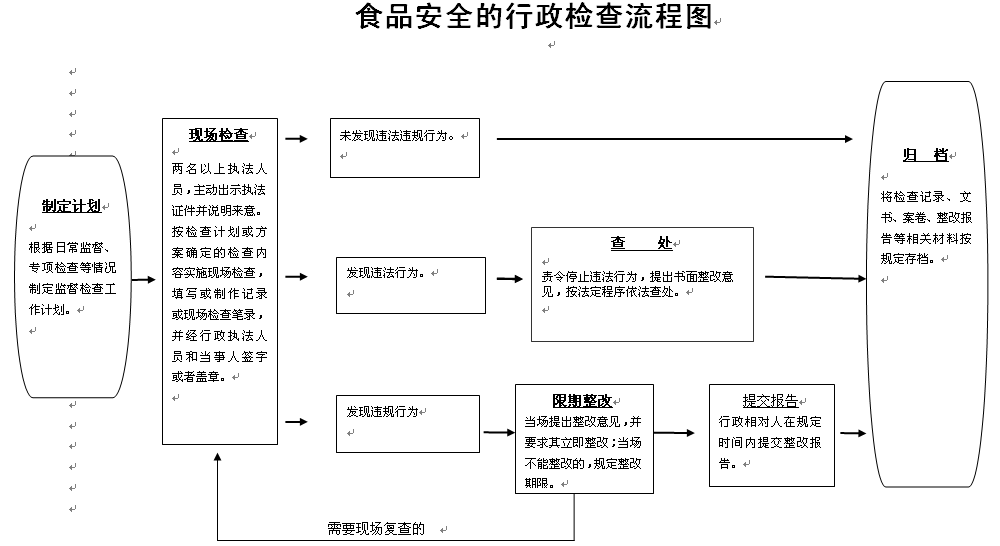 食品安全的行政检查流程图
制定计划
根据日常监督、
专项检查等情况
制定监督检查工
作计划。
现场检查
两名以上执法人
员，主动出示执法
证件并说明来意。
按检查计划或方
案确定的检查内
容实施现场检查，
填写或制作记录
或现场检查笔录，
并经行政执法人
员和当事人签字
或者盖章。
未发现违法违规行为。
发现违法行为。
查 处
责令停止违法行为，提出书面整改意
见，按法定程序依法查处。
发现违规行为
限期整改
当场提出整改意见，并
要求其立即整改；当场
不能整改的，规定整改
期限。
提交报告
行政相对人在规定
时间内提交整改报
告。
归 档
将检查记录、文
书、案卷、整改报
告等相关材料按
规定存档。
需要现场复查的